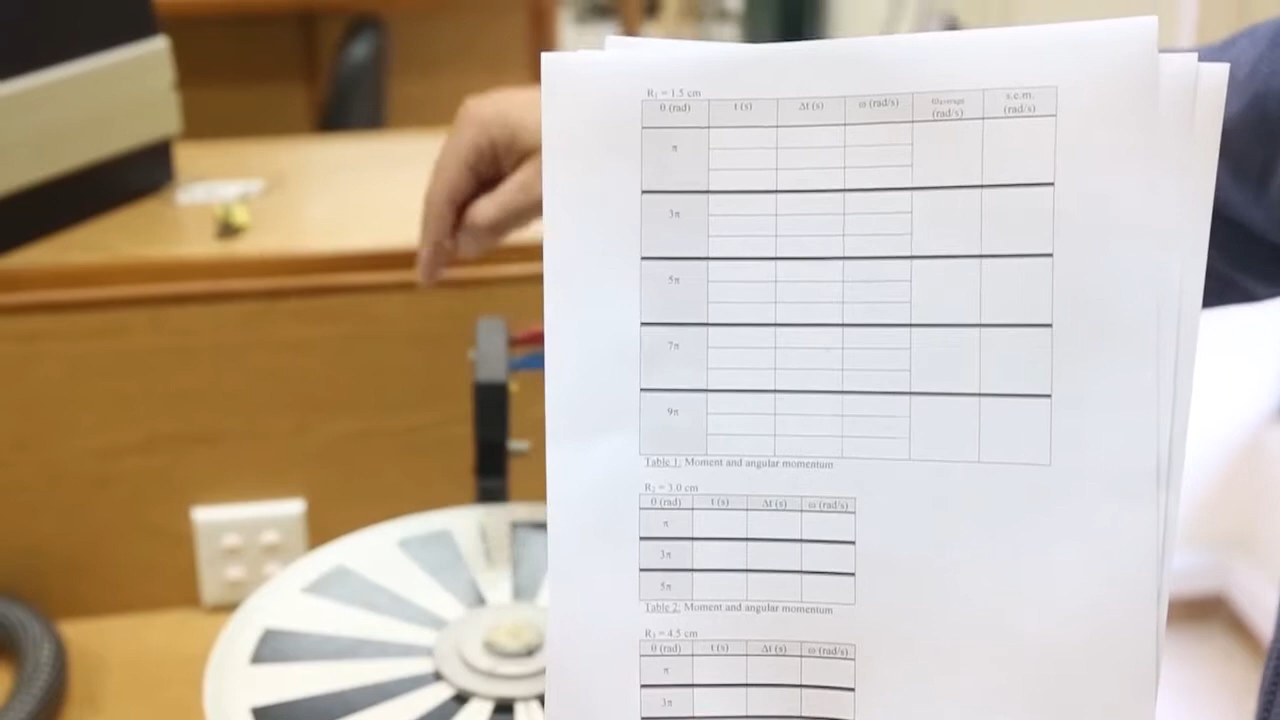 R₁ = 1.5 cm
θ (rad) t (s) Δt (s) ω (rad/s) ωaverage (rad/s) s.e.m. (rad/s)
π
3π
5π
7π
9π
Table 1: Moment and angular momentum
R₂ = 3.0 cm
θ (rad) t (s) Δt (s) ω (rad/s)
π
3π
5π
Table 2: Moment and angular momentum
R₃ = 4.5 cm
θ (rad) t (s) Δt (s) ω (rad/s)
π
3π